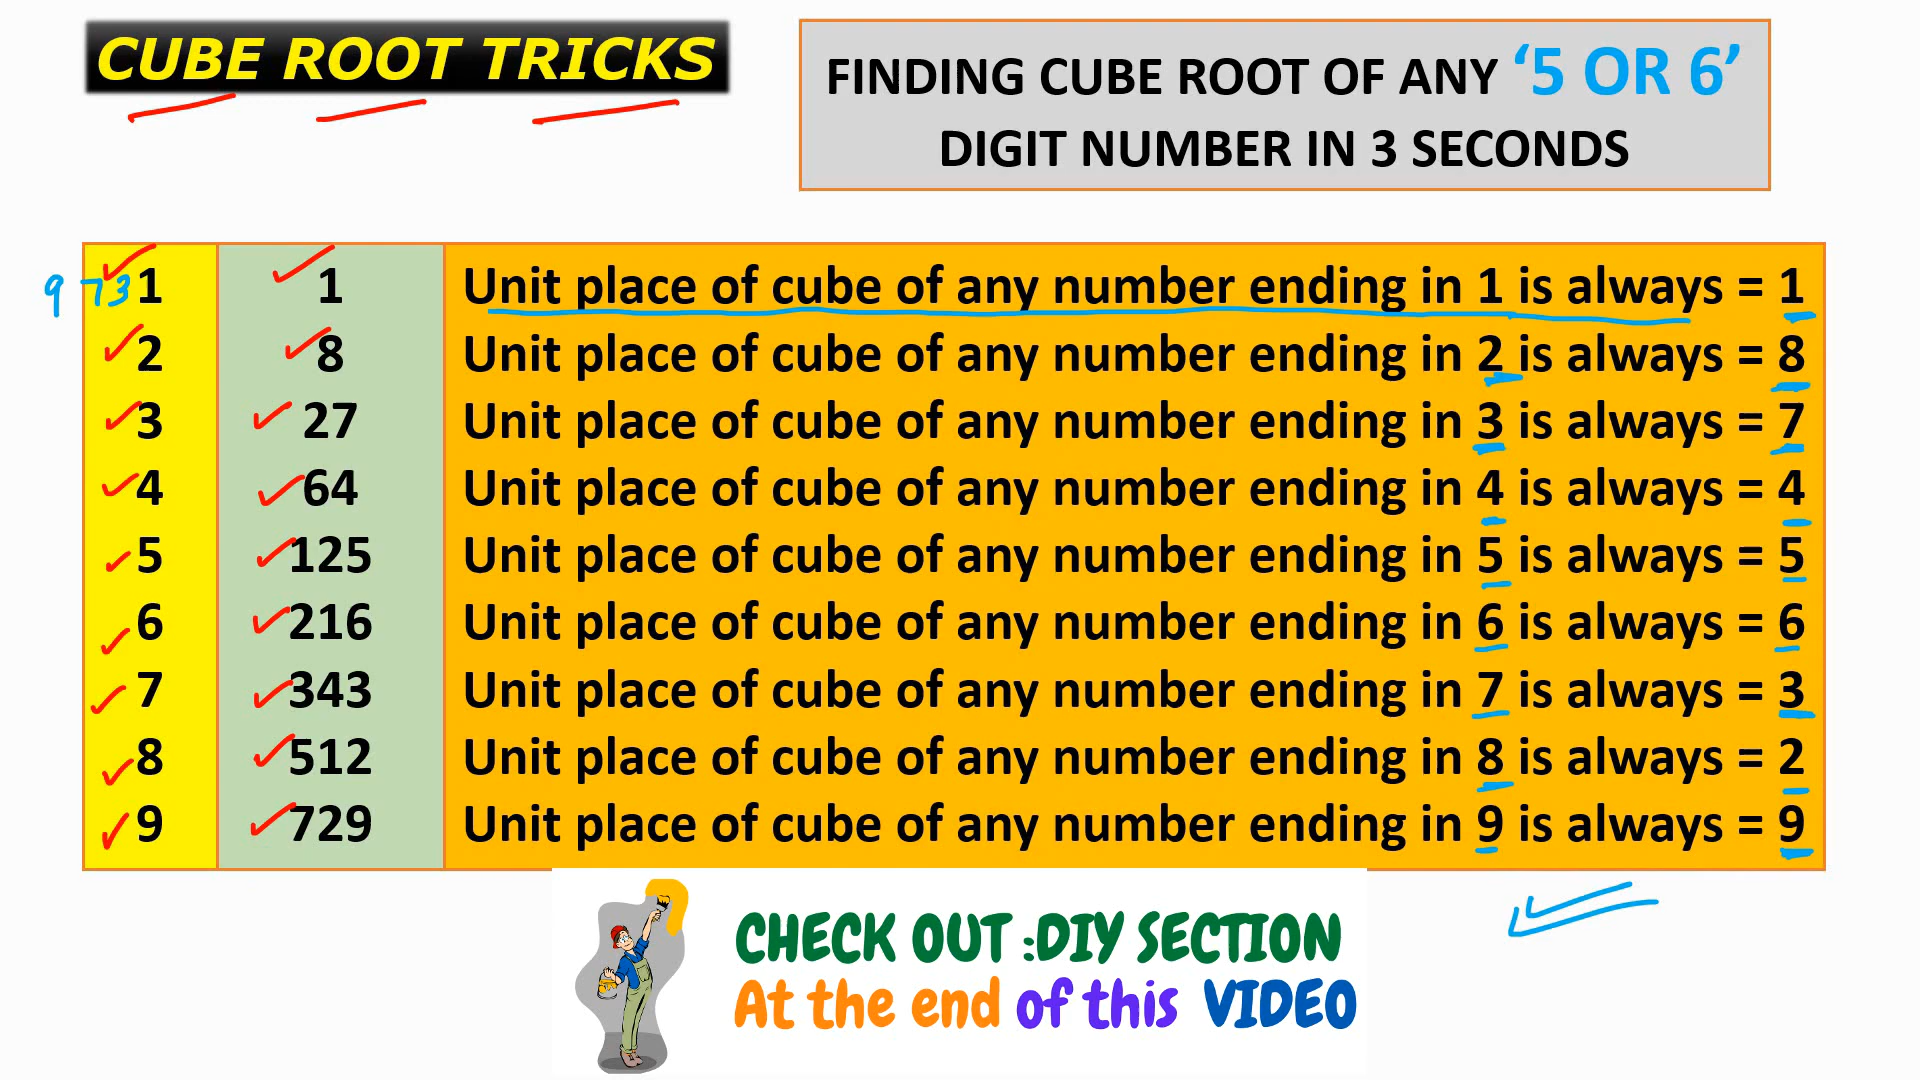 CUBE ROOT TRICKS
FINDING CUBE ROOT OF ANY ‘5 OR 6’
DIGIT NUMBER IN 3 SECONDS
9731 1 Unit place of cube of any number ending in 1 is always = 1
2 8 Unit place of cube of any number ending in 2 is always = 8
3 27 Unit place of cube of any number ending in 3 is always = 7
4 64 Unit place of cube of any number ending in 4 is always = 4
5 125 Unit place of cube of any number ending in 5 is always = 5
6 216 Unit place of cube of any number ending in 6 is always = 6
7 343 Unit place of cube of any number ending in 7 is always = 3
8 512 Unit place of cube of any number ending in 8 is always = 2
9 729 Unit place of cube of any number ending in 9 is always = 9
CHECK OUT :DIY SECTION
At the end of this VIDEO